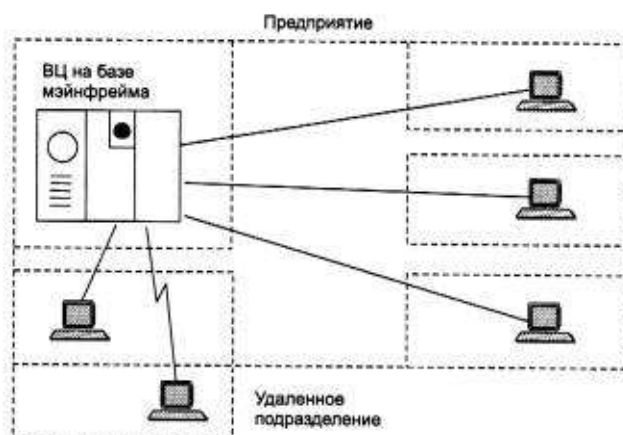 Предприятие
ВЦ на базе
мэйнфрейма
Удаленное
подразделение